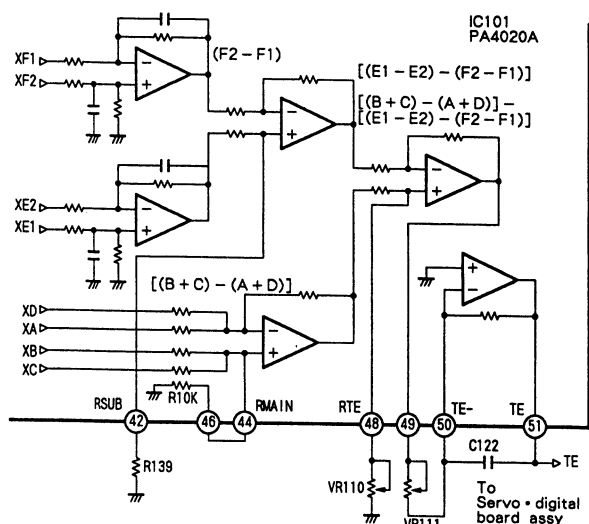 IC101
PA4020A
XF1
XF2
(F2-F1)
[(E1-E2)-(F2-F1)]
[(B+C)-(A+D)]-
[(E1-E2)-(F2-F1)]
XE2
XE1
[(B+C)-(A+D)]
XD
XA
XB
XC
R10K
RSUB
RMAIN
RTE
TE-
TE
42
46
44
48
49
50
51
R139
C122
TE
VR110
VR111
To
Servo・digital
board assy